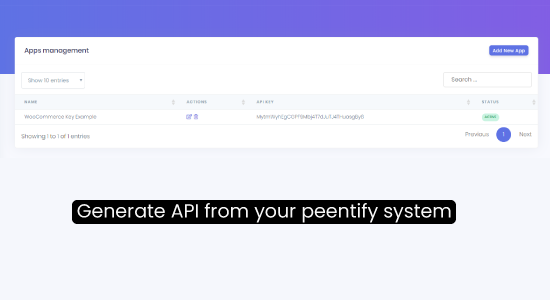 Apps management
Add New App
Show 10 entries
Search ...
NAME ACTIONS API KEY STATUS
WooCommerce Key Example ACTIVE
Showing 1 to 1 of 1 entries
Previous 1 Next
Generate API from your peentify system